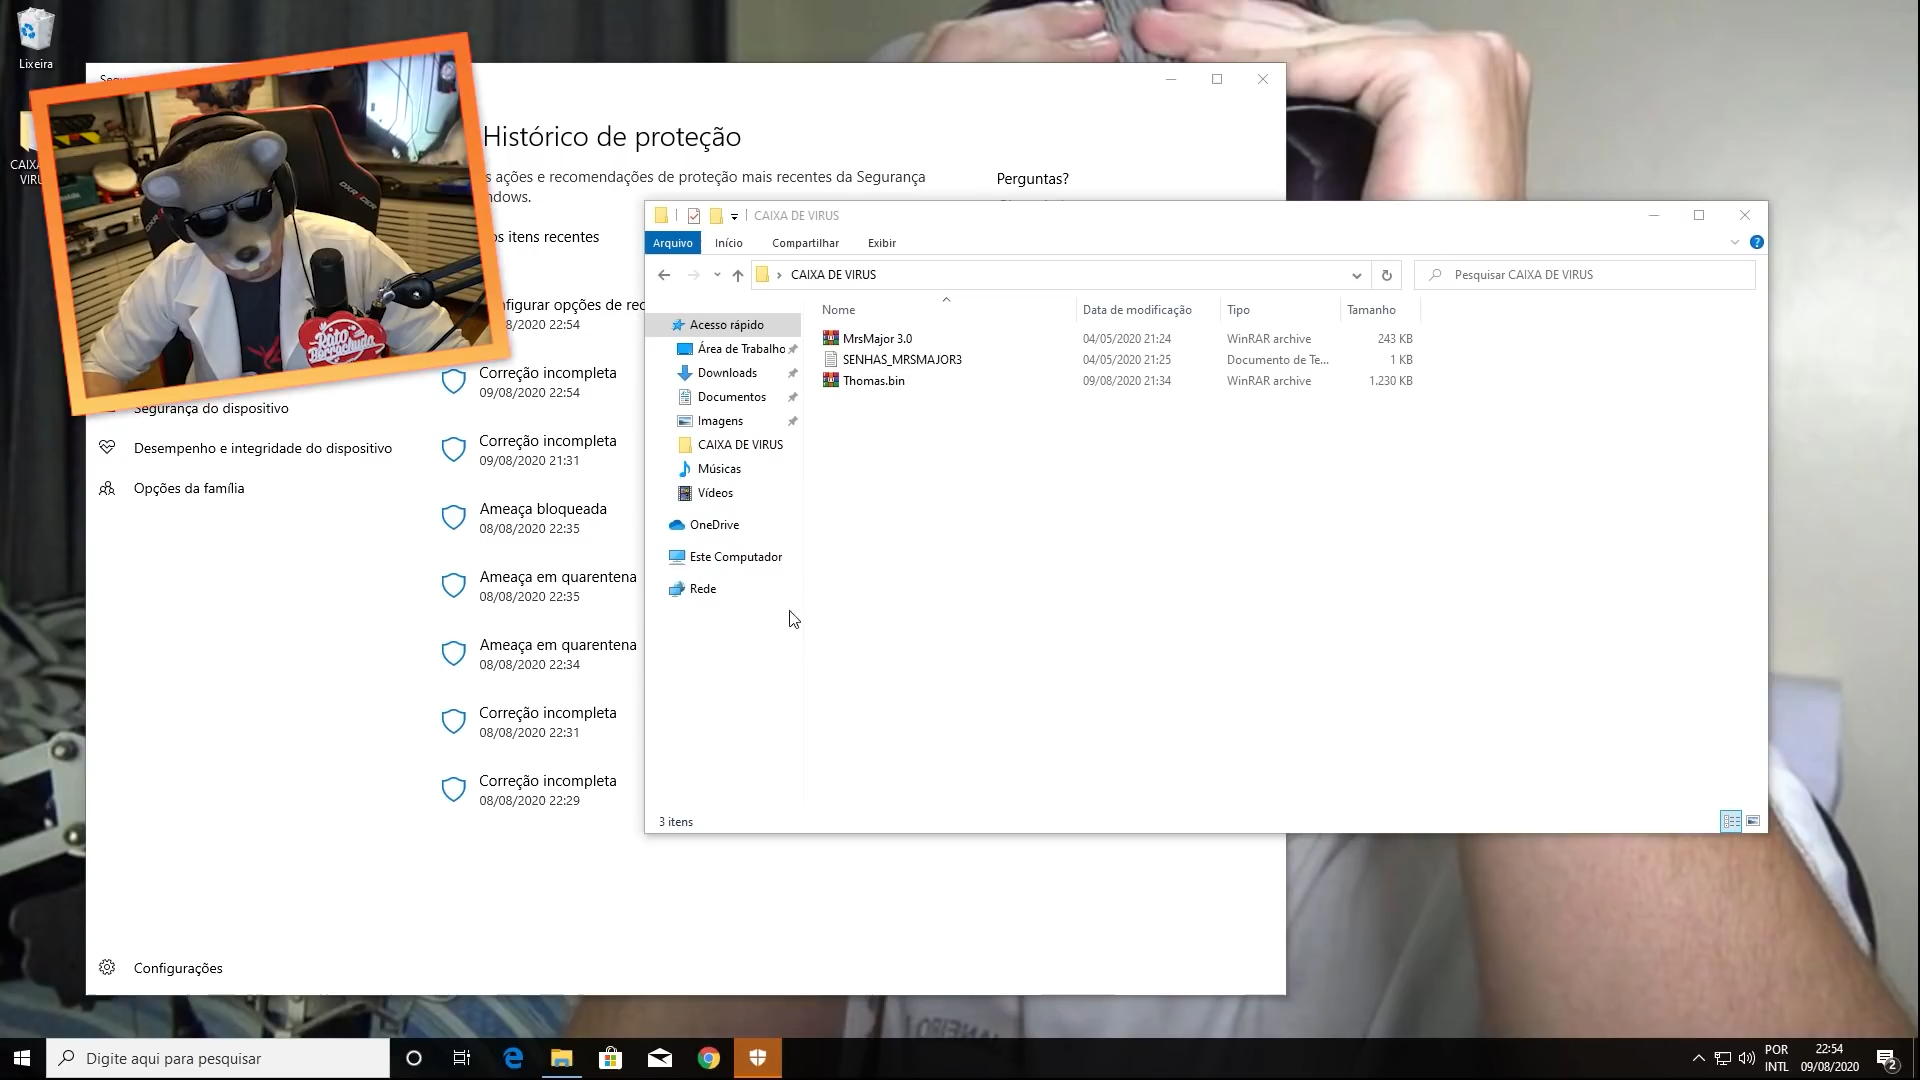 Lixeira
CAIXA
VIRU
Segu
Histórico de proteção
s ações e recomendações de proteção mais recentes da Segurança
ndows.
Perguntas?
os itens recentes
nfigurar opções de rec
8/2020 22:54
Correção incompleta
09/08/2020 22:54
Correção incompleta
09/08/2020 21:31
Ameaça bloqueada
08/08/2020 22:35
Ameaça em quarentena
08/08/2020 22:35
Ameaça em quarentena
08/08/2020 22:34
Correção incompleta
08/08/2020 22:31
Correção incompleta
08/08/2020 22:29
Segurança do dispositivo
Desempenho e integridade do dispositivo
Opções da família
Configurações
DXRACER
Rato Borrachudo
CAIXA DE VIRUS
Arquivo Início Compartilhar Exibir
CAIXA DE VIRUS
Pesquisar CAIXA DE VIRUS
Nome Data de modificação Tipo Tamanho
MrsMajor 3.0 04/05/2020 21:24 WinRAR archive 243 KB
SENHAS_MRSMAJOR3 04/05/2020 21:25 Documento de Te... 1 KB
Thomas.bin 09/08/2020 21:34 WinRAR archive 1.230 KB
Acesso rápido
Área de Trabalho
Downloads
Documentos
Imagens
CAIXA DE VIRUS
Músicas
Vídeos
OneDrive
Este Computador
Rede
3 itens
JANEIRO
Digite aqui para pesquisar
POR
INTL
22:54
09/08/2020
2